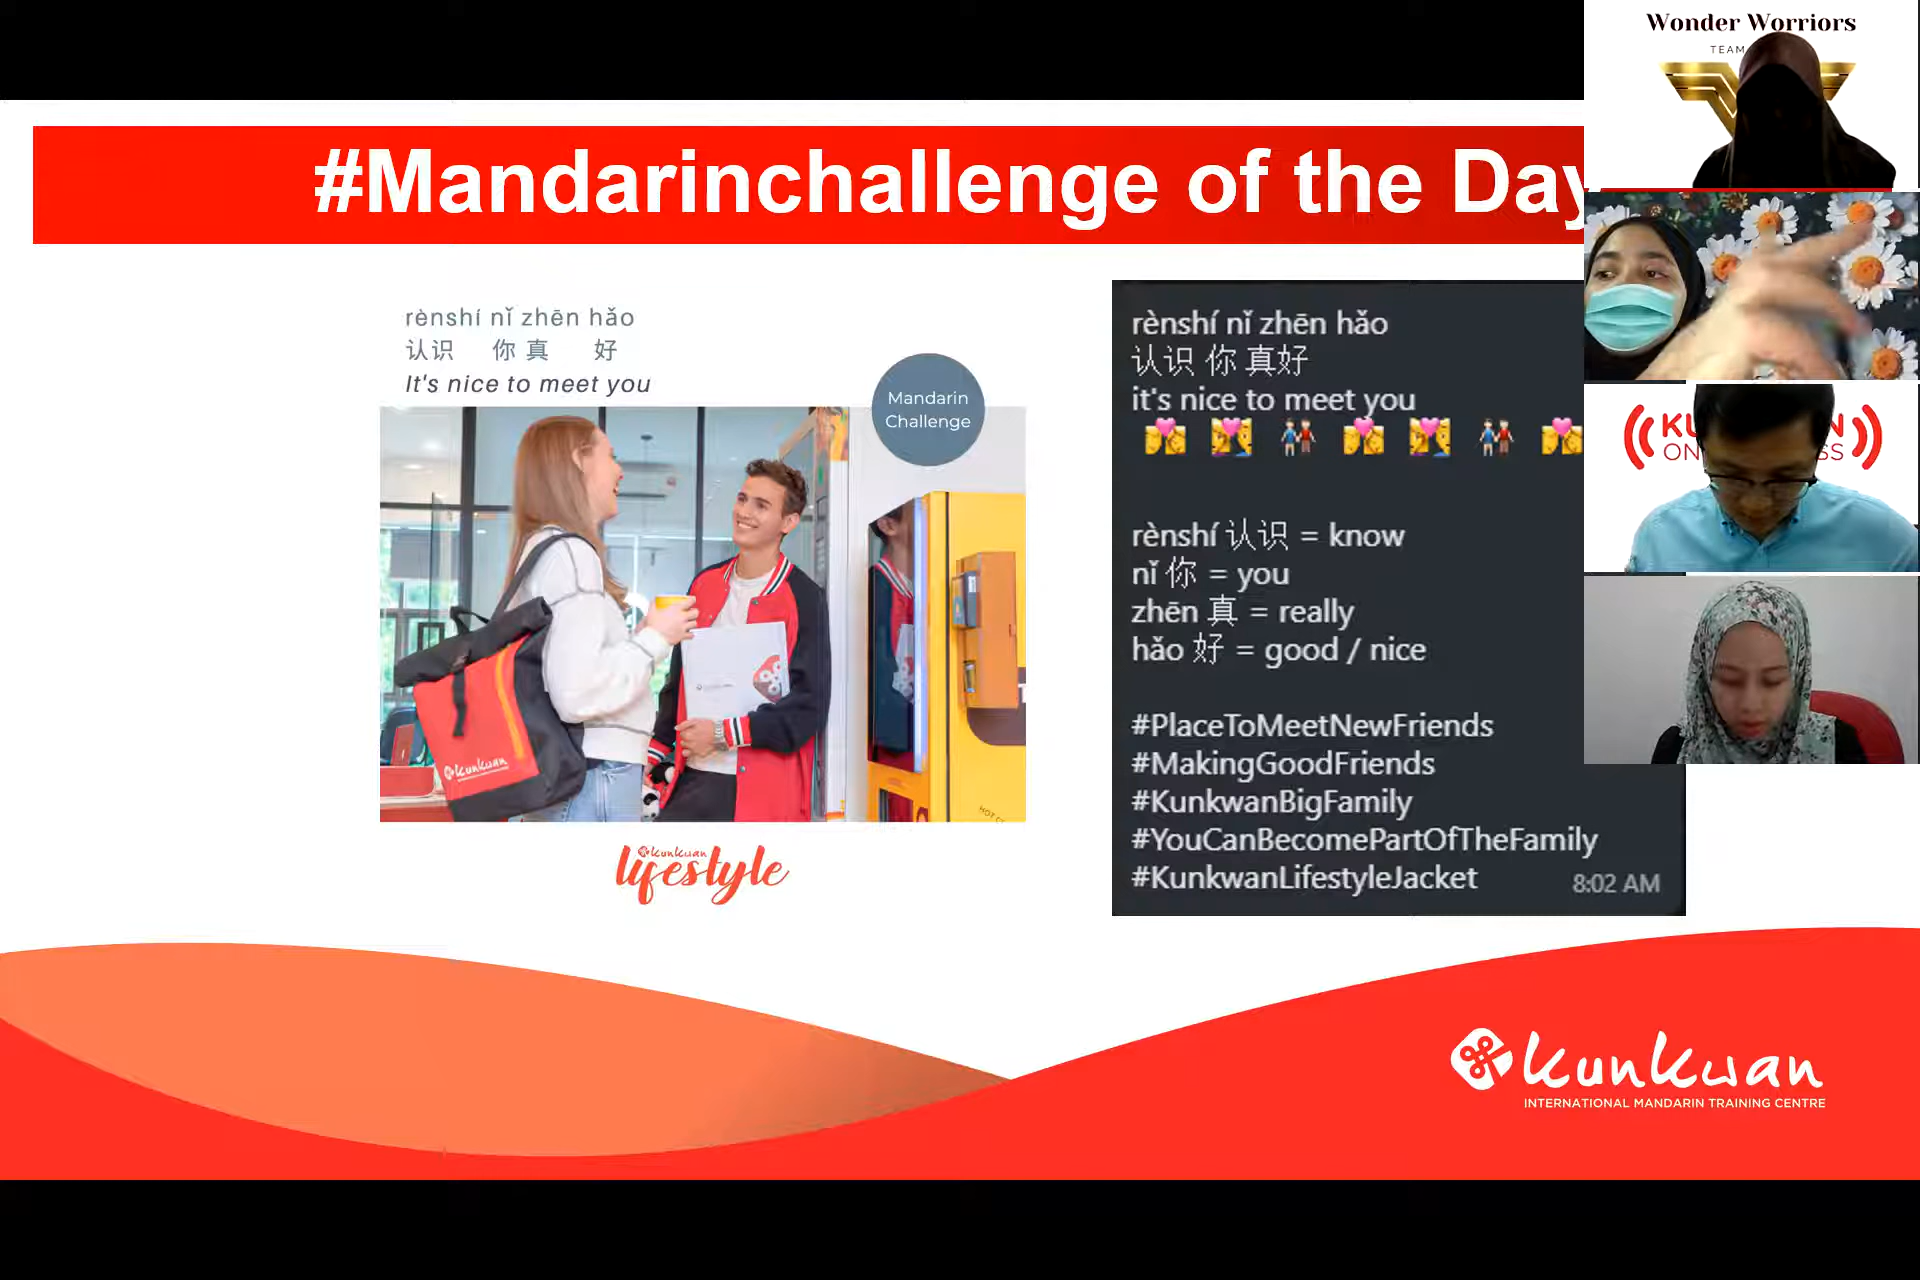 #Mandarinchallenge of the Day
rènshí nǐ zhēn hǎo
认识 你 真 好
It's nice to meet you
Mandarin
Challenge
kunkwan
kunkwan
lifestyle
rènshí nǐ zhēn hǎo
认识 你 真好
it's nice to meet you
rènshí 认识 = know
nǐ 你 = you
zhēn 真 = really
hǎo 好 = good / nice
#PlaceToMeetNewFriends
#MakingGoodFriends
#KunkwanBigFamily
#YouCanBecomePartOfTheFamily
#KunkwanLifestyleJacket
8:02 AM
Wonder Worriors
TEAM
kunkwan
INTERNATIONAL MANDARIN TRAINING CENTRE